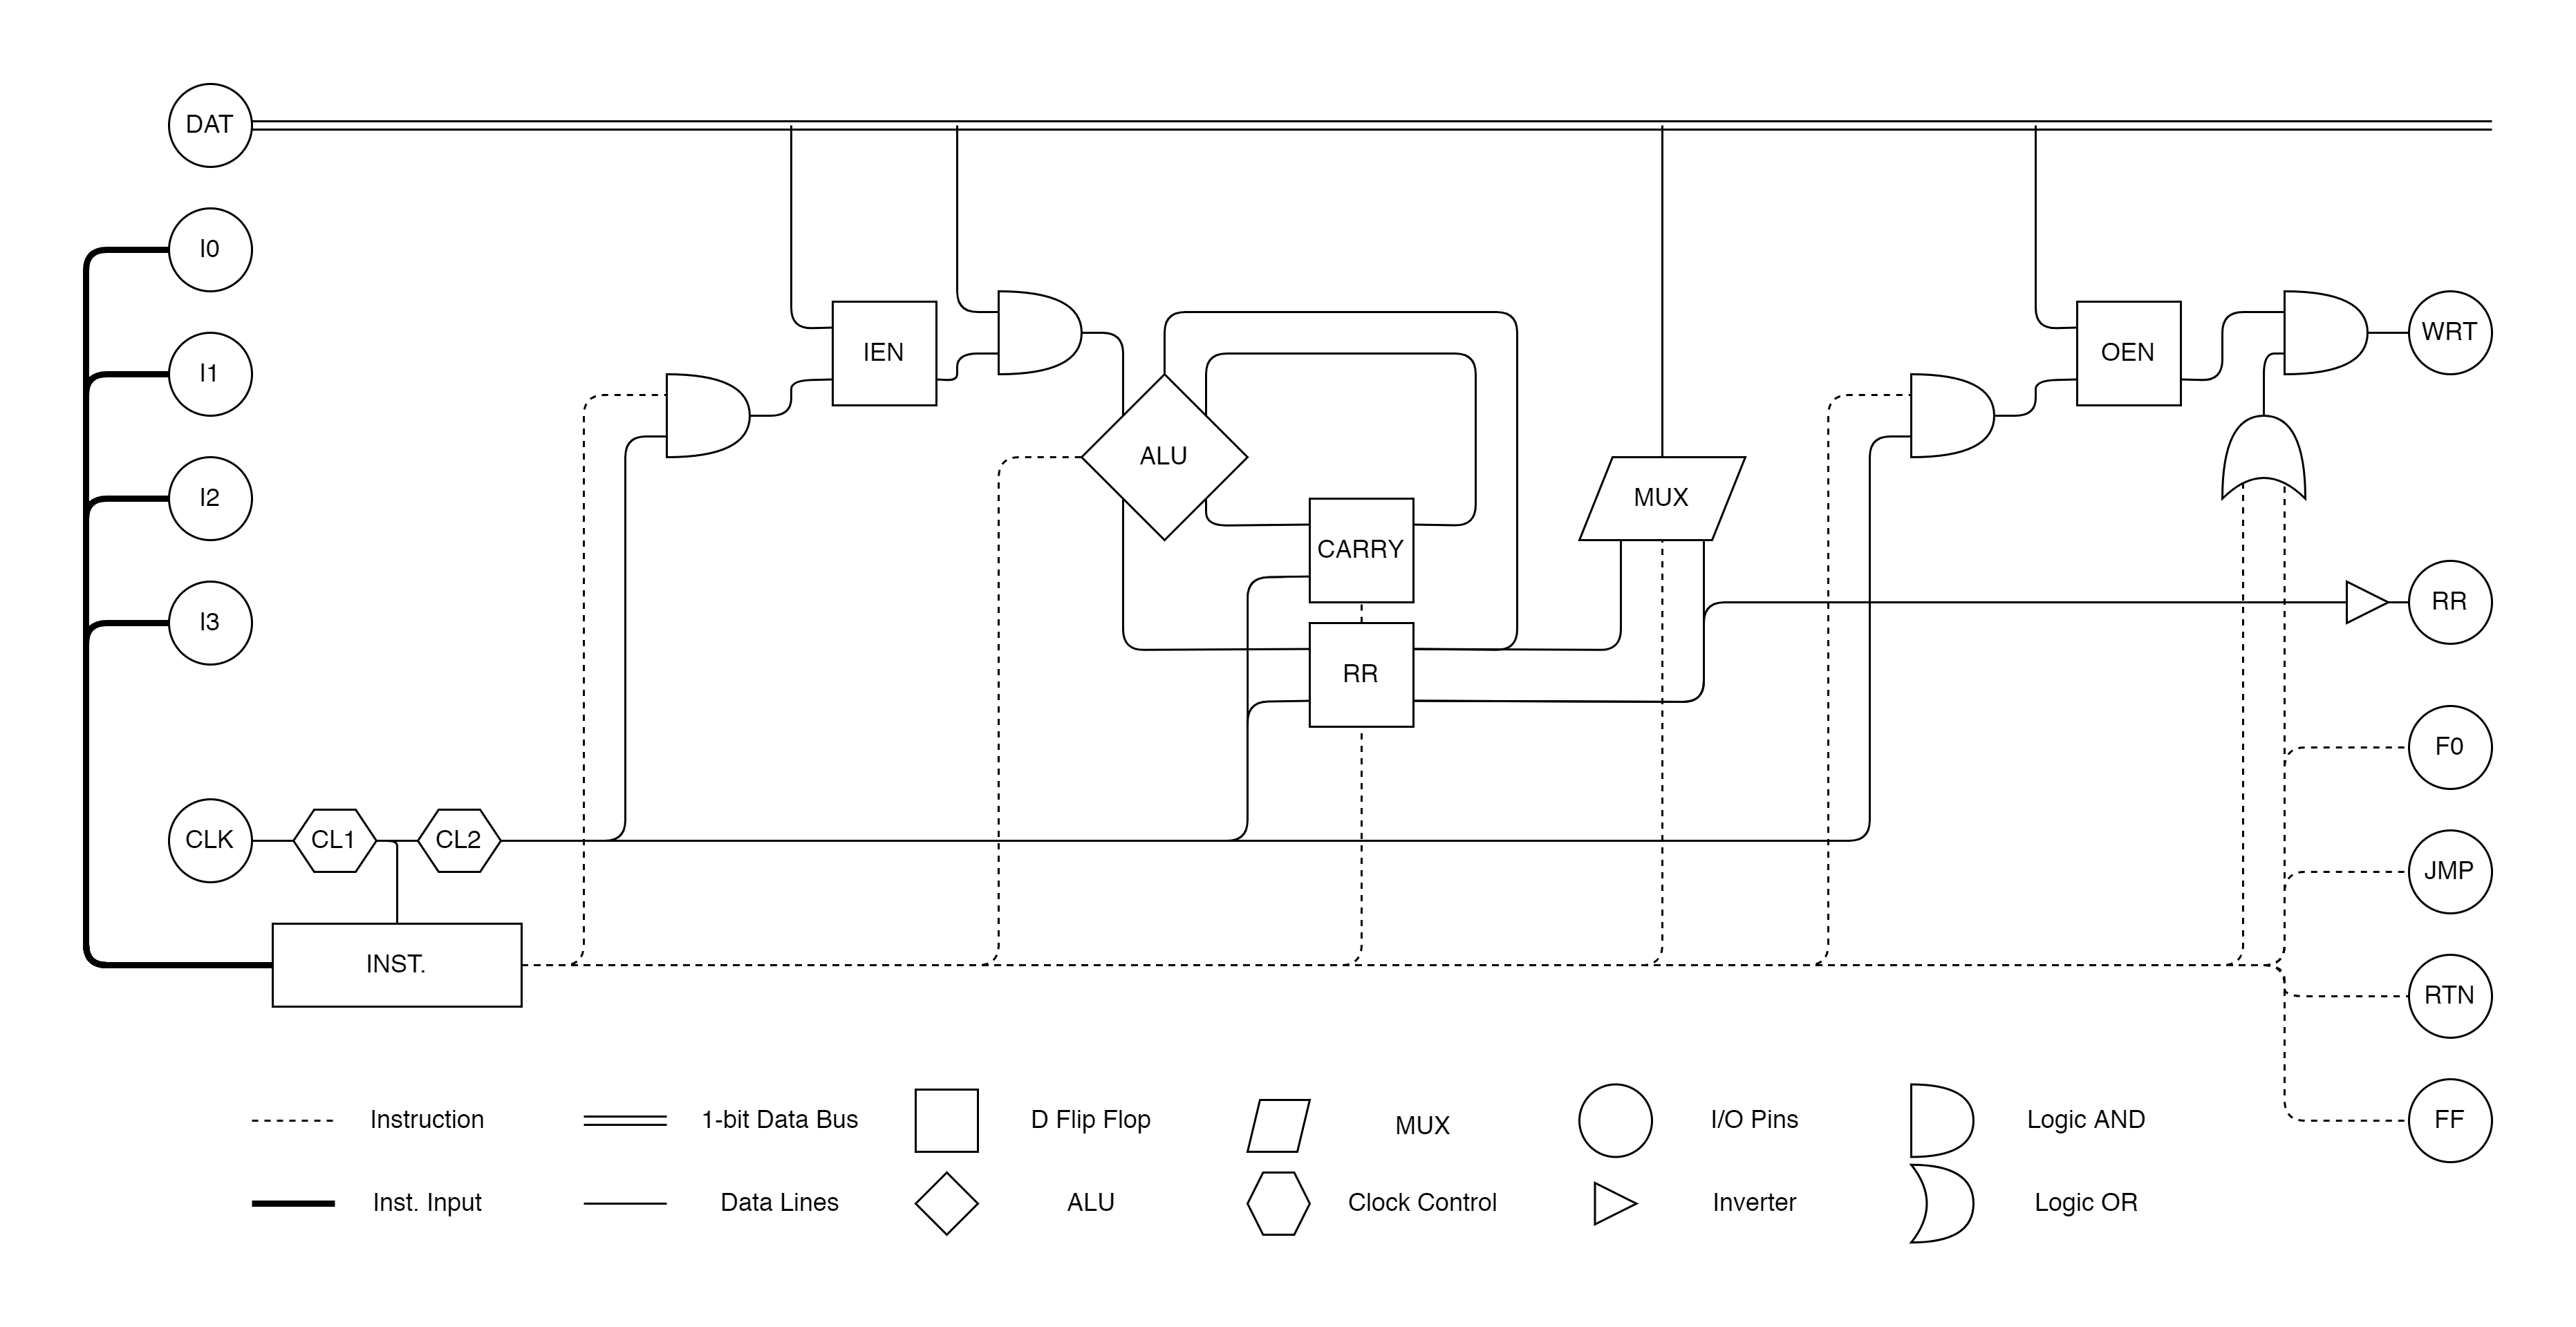 DAT
I0
I1
IEN
OEN
WRT
ALU
I2
MUX
CARRY
I3
RR
RR
F0
CLK
CL1
CL2
JMP
INST.
RTN
Instruction
1-bit Data Bus
D Flip Flop
MUX
I/O Pins
Logic AND
FF
Inst. Input
Data Lines
ALU
Clock Control
Inverter
Logic OR